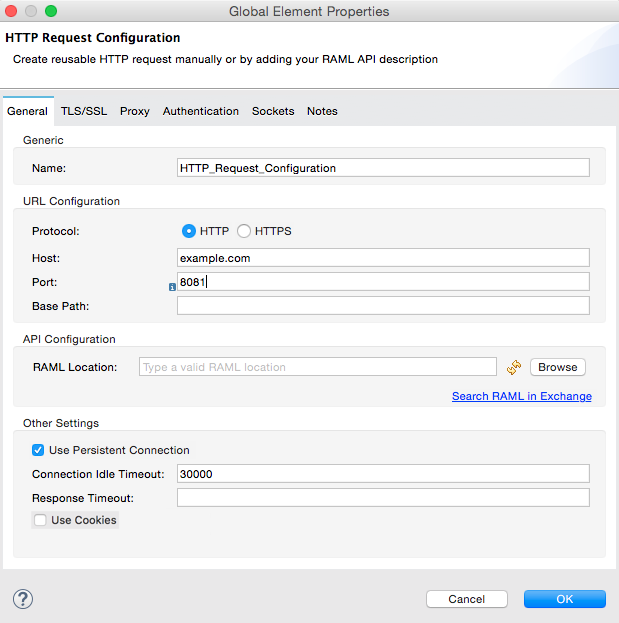 Global Element Properties
HTTP Request Configuration
Create reusable HTTP request manually or by adding your RAML API description
General TLS/SSL Proxy Authentication Sockets Notes
Generic
Name: HTTP_Request_Configuration
URL Configuration
Protocol: HTTP HTTPS
Host: example.com
Port: 8081
Base Path:
API Configuration
RAML Location: Type a valid RAML location Browse
Search RAML in Exchange
Other Settings
Use Persistent Connection
Connection Idle Timeout: 30000
Response Timeout:
Use Cookies
? Cancel OK